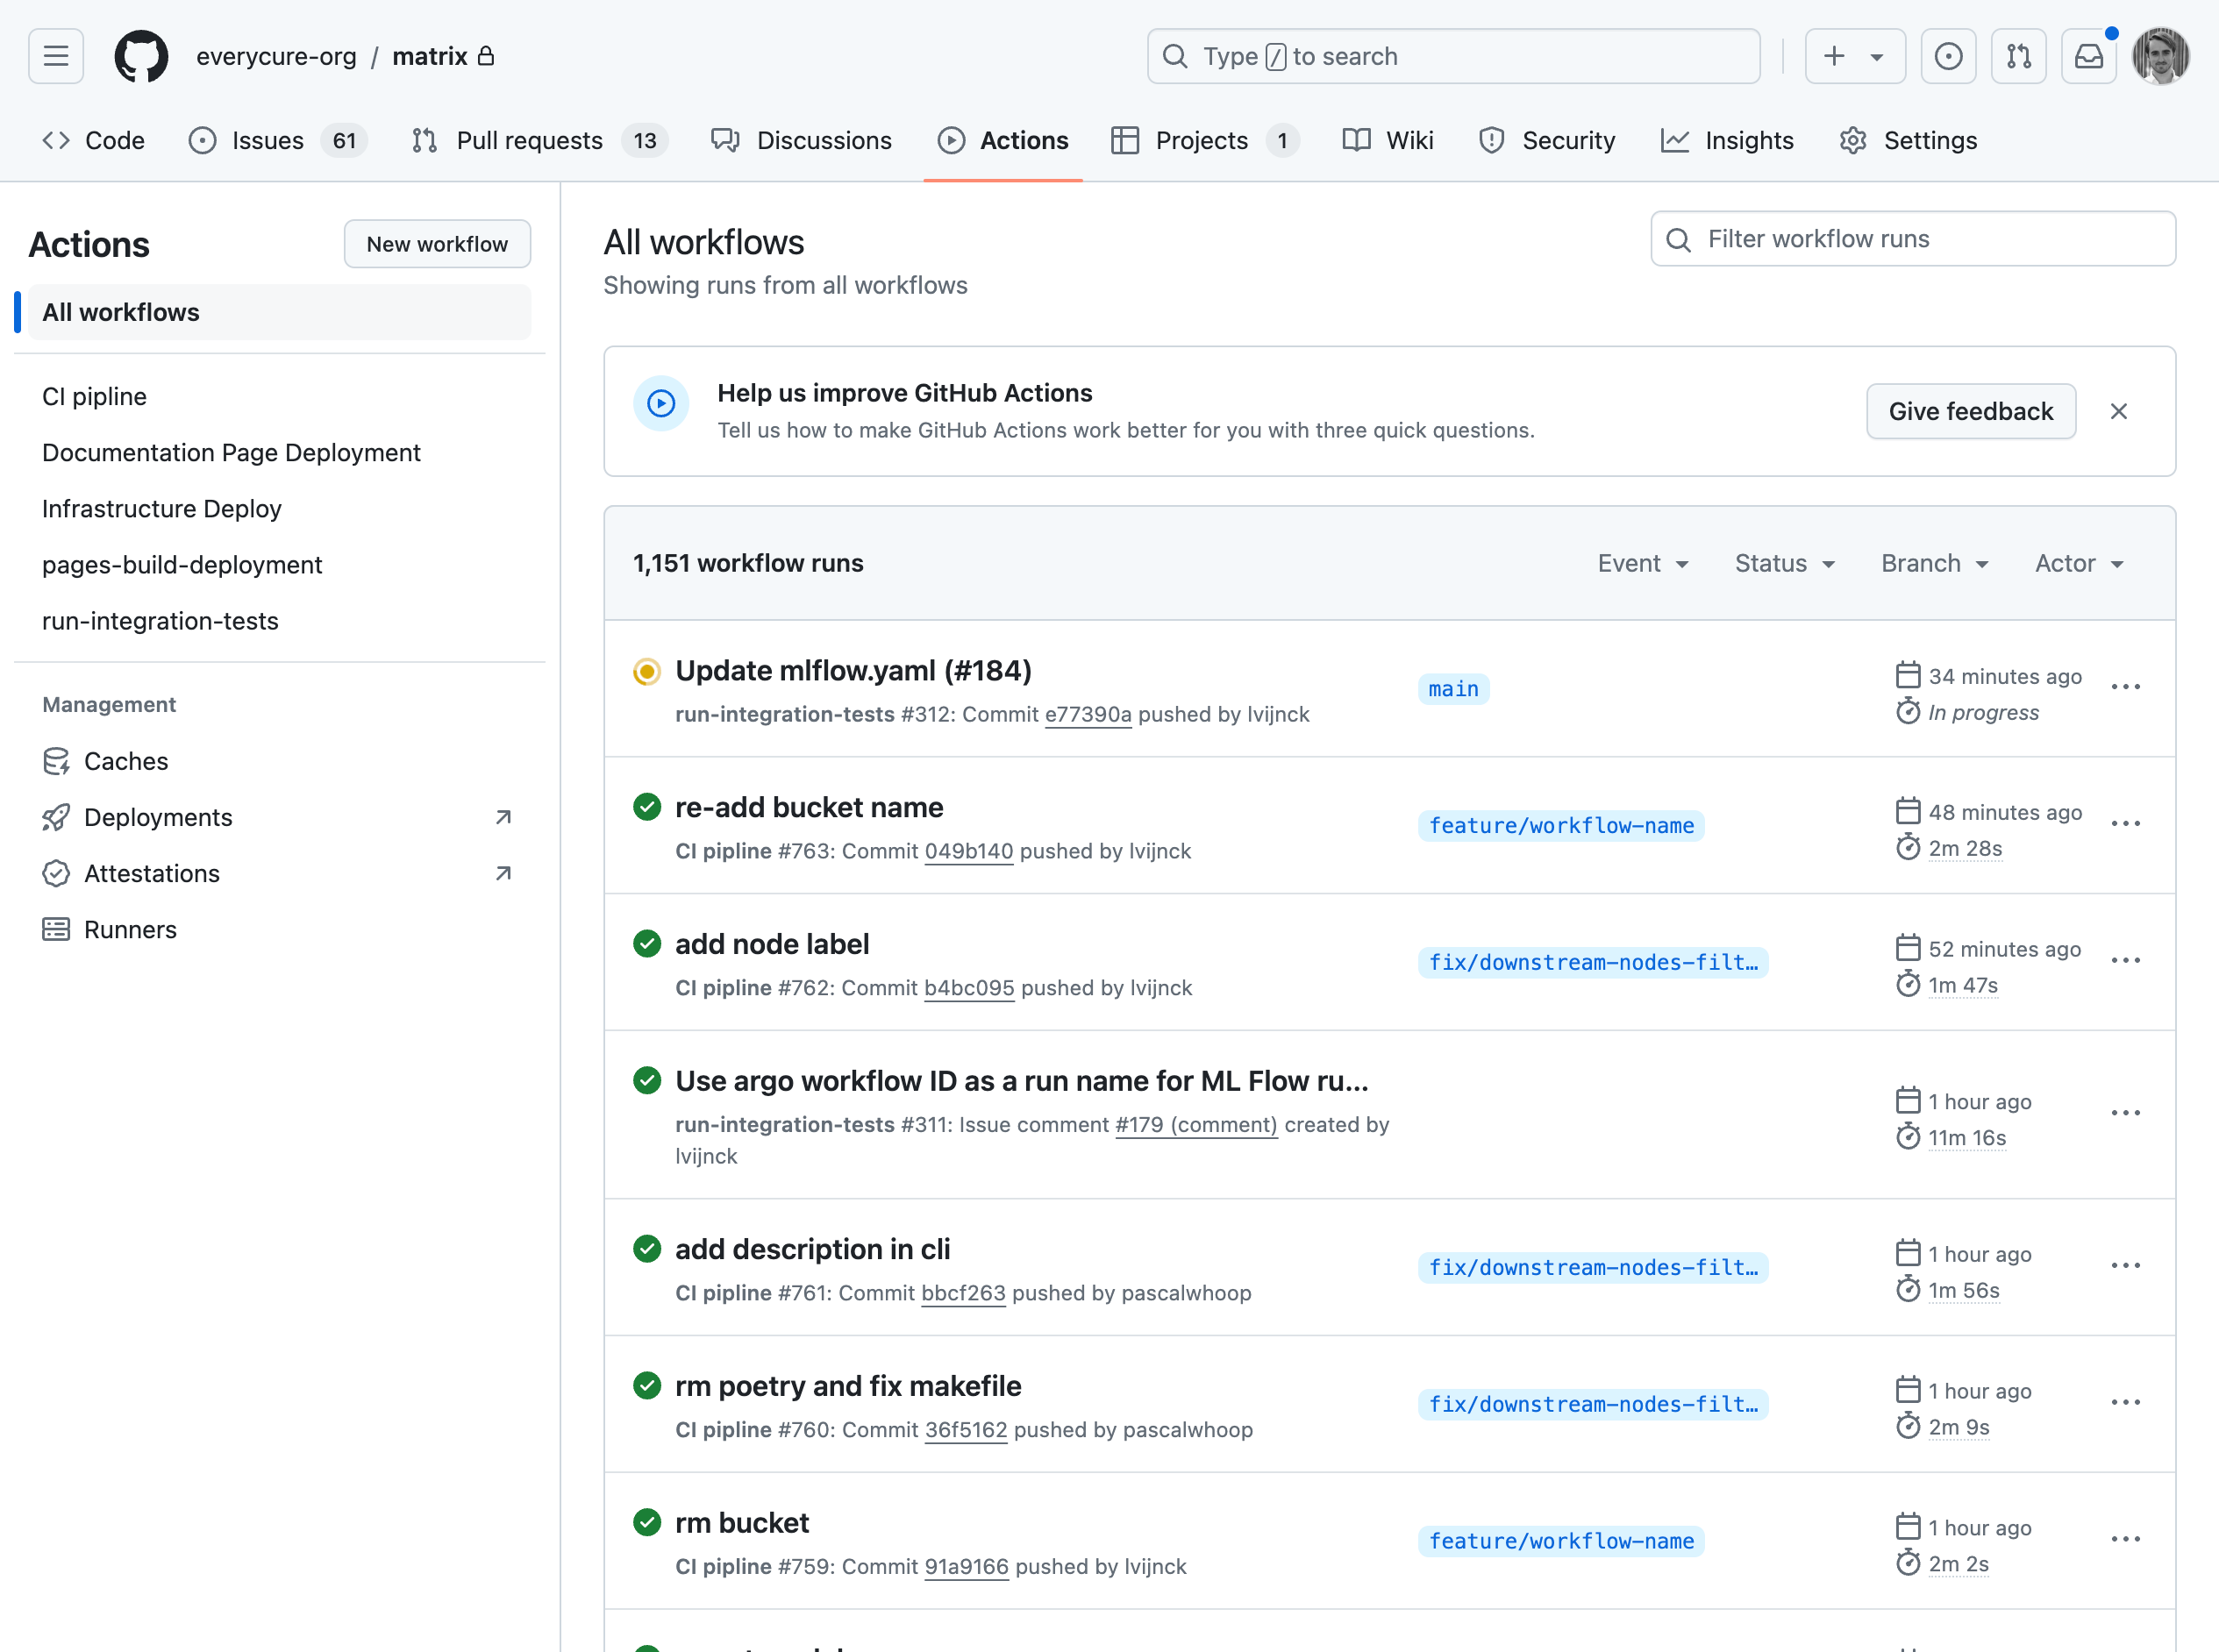 everycure-org / matrix
Type / to search
Code
Issues 61
Pull requests 13
Discussions
Actions
Projects 1
Wiki
Security
Insights
Settings
Actions
New workflow
All workflows
CI pipline
Documentation Page Deployment
Infrastructure Deploy
pages-build-deployment
run-integration-tests
Management
Caches
Deployments
Attestations
Runners
All workflows
Showing runs from all workflows
Filter workflow runs
Help us improve GitHub Actions
Tell us how to make GitHub Actions work better for you with three quick questions.
Give feedback
1,151 workflow runs
Event
Status
Branch
Actor
Update mlflow.yaml (#184)
run-integration-tests #312: Commit e77390a pushed by lvijnck
main
34 minutes ago
In progress
re-add bucket name
CI pipline #763: Commit 049b140 pushed by lvijnck
feature/workflow-name
48 minutes ago
2m 28s
add node label
CI pipline #762: Commit b4bc095 pushed by lvijnck
fix/downstream-nodes-filt…
52 minutes ago
1m 47s
Use argo workflow ID as a run name for ML Flow ru…
run-integration-tests #311: Issue comment #179 (comment) created by
lvijnck
1 hour ago
11m 16s
add description in cli
CI pipline #761: Commit bbcf263 pushed by pascalwhoop
fix/downstream-nodes-filt…
1 hour ago
1m 56s
rm poetry and fix makefile
CI pipline #760: Commit 36f5162 pushed by pascalwhoop
fix/downstream-nodes-filt…
1 hour ago
2m 9s
rm bucket
CI pipline #759: Commit 91a9166 pushed by lvijnck
feature/workflow-name
1 hour ago
2m 2s